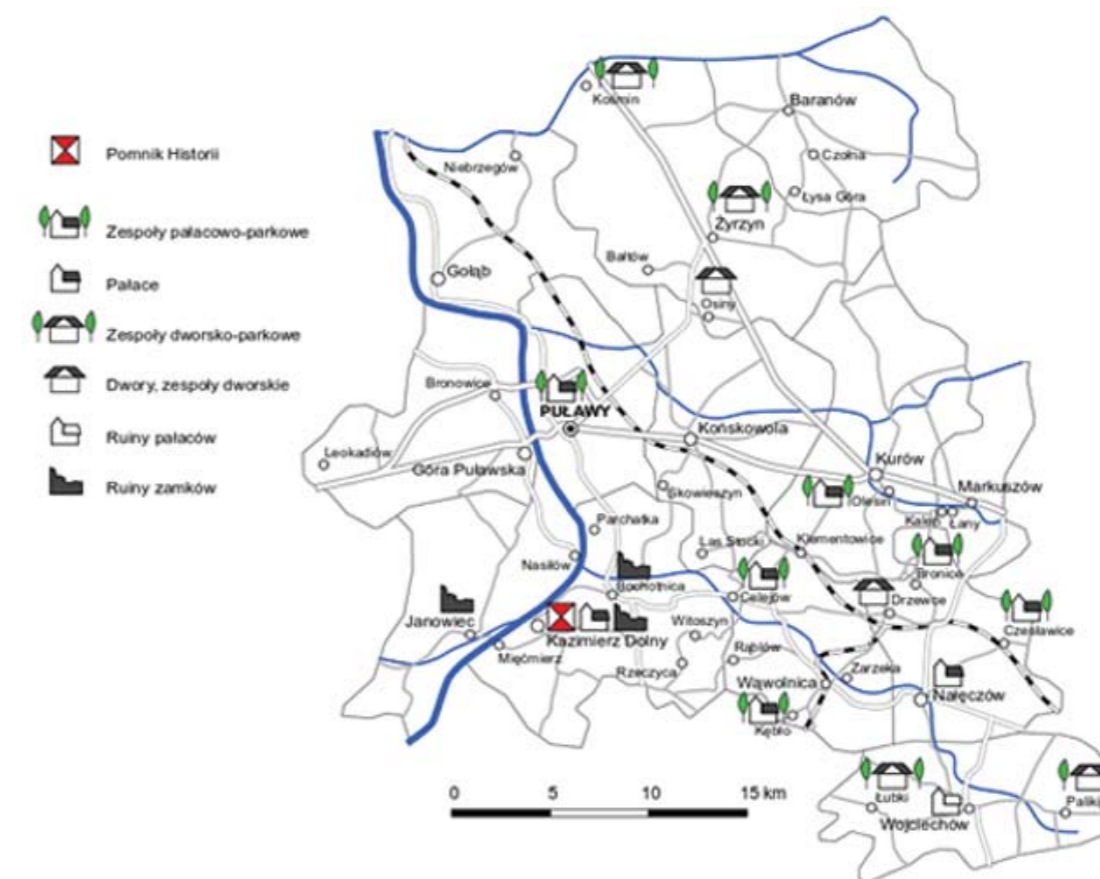 Pomnik Historii
Zespoły pałacowo-parkowe
Pałace
Zespoły dworsko-parkowe
Dwory, zespoły dworskie
Ruiny pałaców
Ruiny zamków
Kośmin
Baranów
Niebrzegów
Czołna
Łysa Góra
Żyrzyn
Bałtów
Gołąb
Osiny
Bronowice
PUŁAWY
Końskowola
Leokadiów
Góra Puławska
Kurów
Skowieszyn
Olesin
Markuszów
Kaleń
Łany
Parchatka
Las Stocki
Klementowice
Nasiłów
Bochotnica
Bronice
Celejów
Drzewce
Janowiec
Kazimierz Dolny
Witoszyn
Czesławice
Mięćmierz
Rzeczyca
Rąblów
Zarzeka
Wąwolnica
Nałęczów
Kębło
0 5 10 15 km
Łubki
Palikije
Wojciechów